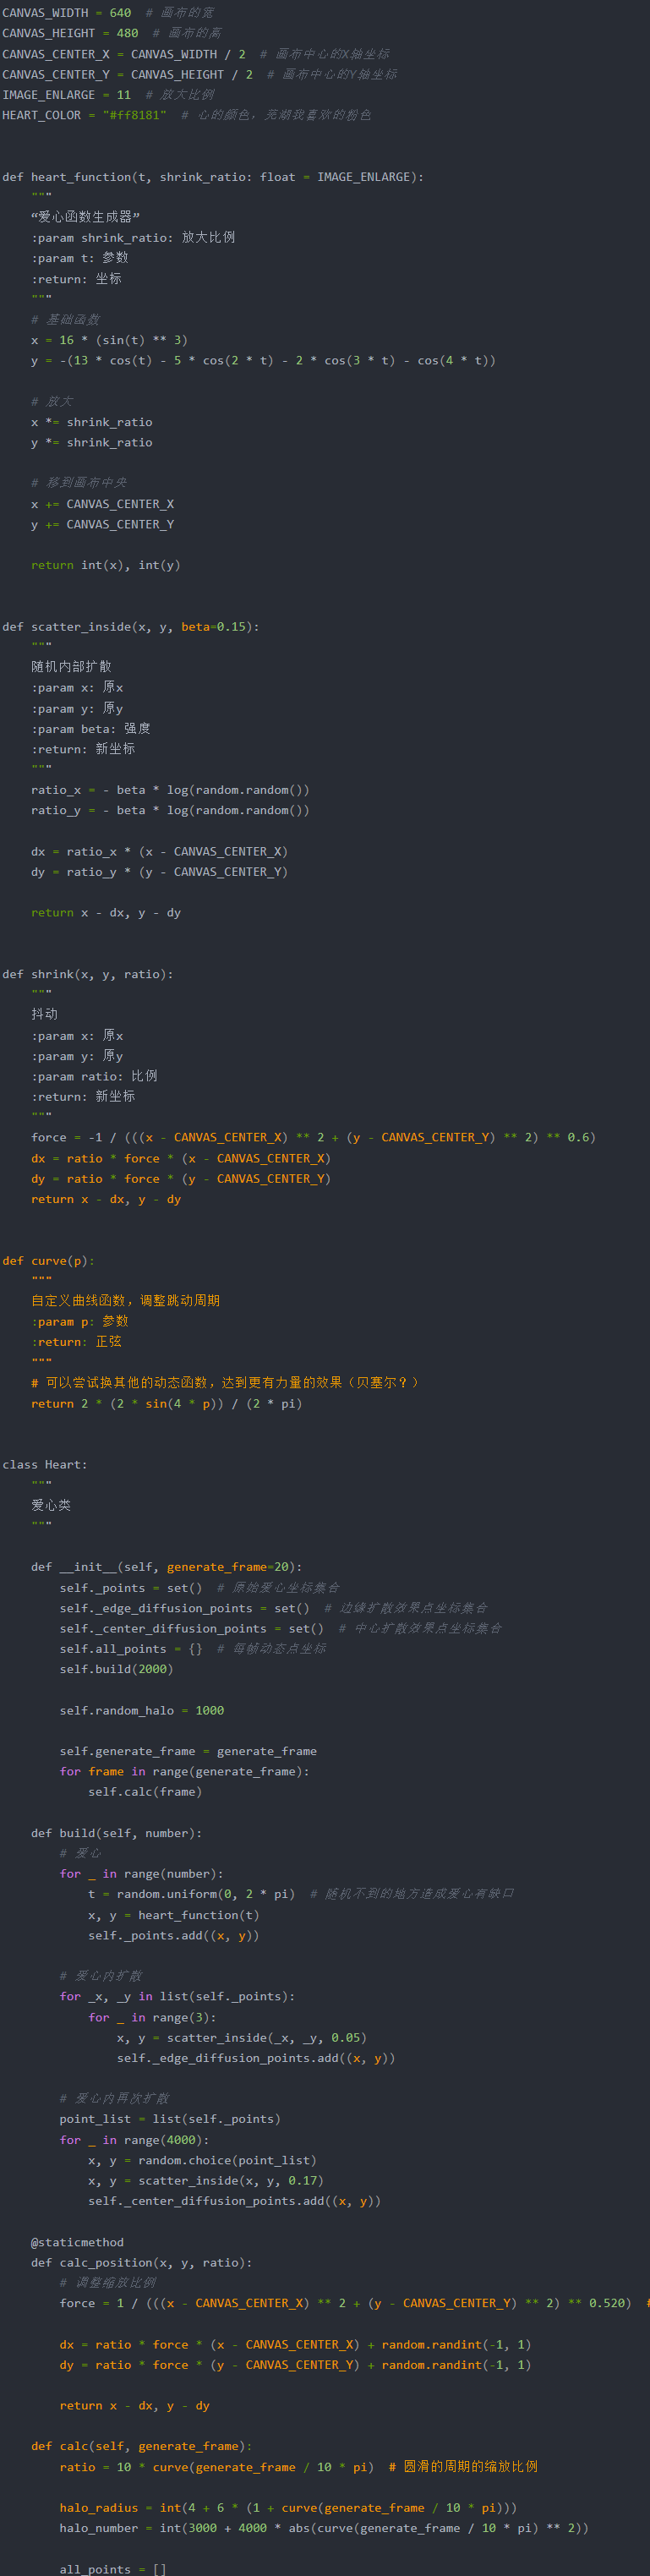 CANVAS_WIDTH = 640  # 画布的宽
CANVAS_HEIGHT = 480  # 画布的高
CANVAS_CENTER_X = CANVAS_WIDTH / 2  # 画布中心的X轴坐标
CANVAS_CENTER_Y = CANVAS_HEIGHT / 2  # 画布中心的Y轴坐标
IMAGE_ENLARGE = 11  # 放大比例
HEART_COLOR = "#ff8181"  # 心的颜色，芜湖我喜欢的粉色
def heart_function(t, shrink_ratio: float = IMAGE_ENLARGE):
    """
    “爱心函数生成器”
    :param shrink_ratio: 放大比例
    :param t: 参数
    :return: 坐标
    """
    # 基础函数
    x = 16 * (sin(t) ** 3)
    y = -(13 * cos(t) - 5 * cos(2 * t) - 2 * cos(3 * t) - cos(4 * t))
    # 放大
    x *= shrink_ratio
    y *= shrink_ratio
    # 移到画布中央
    x += CANVAS_CENTER_X
    y += CANVAS_CENTER_Y
    return int(x), int(y)
def scatter_inside(x, y, beta=0.15):
    """
    随机内部扩散
    :param x: 原x
    :param y: 原y
    :param beta: 强度
    :return: 新坐标
    """
    ratio_x = - beta * log(random.random())
    ratio_y = - beta * log(random.random())
    dx = ratio_x * (x - CANVAS_CENTER_X)
    dy = ratio_y * (y - CANVAS_CENTER_Y)
    return x - dx, y - dy
def shrink(x, y, ratio):
    """
    抖动
    :param x: 原x
    :param y: 原y
    :param ratio: 比例
    :return: 新坐标
    """
    force = -1 / (((x - CANVAS_CENTER_X) ** 2 + (y - CANVAS_CENTER_Y) ** 2) ** 0.6)
    dx = ratio * force * (x - CANVAS_CENTER_X)
    dy = ratio * force * (y - CANVAS_CENTER_Y)
    return x - dx, y - dy
def curve(p):
    """
    自定义曲线函数，调整跳动周期
    :param p: 参数
    :return: 正弦
    """
    # 可以尝试换其他的动态函数，达到更有力量的效果（贝塞尔？）
    return 2 * (2 * sin(4 * p)) / (2 * pi)
class Heart:
    """
    爱心类
    """
    def __init__(self, generate_frame=20):
        self._points = set()  # 原始爱心坐标集合
        self._edge_diffusion_points = set()  # 边缘扩散效果点坐标集合
        self._center_diffusion_points = set()  # 中心扩散效果点坐标集合
        self.all_points = {}  # 每帧动态点坐标
        self.build(2000)
        self.random_halo = 1000
        self.generate_frame = generate_frame
        for frame in range(generate_frame):
            self.calc(frame)
    def build(self, number):
        # 爱心
        for _ in range(number):
            t = random.uniform(0, 2 * pi)  # 随机不到的地方造成爱心有缺口
            x, y = heart_function(t)
            self._points.add((x, y))
        # 爱心内扩散
        for _x, _y in list(self._points):
            for _ in range(3):
                x, y = scatter_inside(_x, _y, 0.05)
                self._edge_diffusion_points.add((x, y))
        # 爱心内再次扩散
        point_list = list(self._points)
        for _ in range(4000):
            x, y = random.choice(point_list)
            x, y = scatter_inside(x, y, 0.17)
            self._center_diffusion_points.add((x, y))
    @staticmethod
    def calc_position(x, y, ratio):
        # 调整缩放比例
        force = 1 / (((x - CANVAS_CENTER_X) ** 2 + (y - CANVAS_CENTER_Y) ** 2) ** 0.520)  #
        dx = ratio * force * (x - CANVAS_CENTER_X) + random.randint(-1, 1)
        dy = ratio * force * (y - CANVAS_CENTER_Y) + random.randint(-1, 1)
        return x - dx, y - dy
    def calc(self, generate_frame):
        ratio = 10 * curve(generate_frame / 10 * pi)  # 圆滑的周期的缩放比例
        halo_radius = int(4 + 6 * (1 + curve(generate_frame / 10 * pi)))
        halo_number = int(3000 + 4000 * abs(curve(generate_frame / 10 * pi) ** 2))
        all_points = []